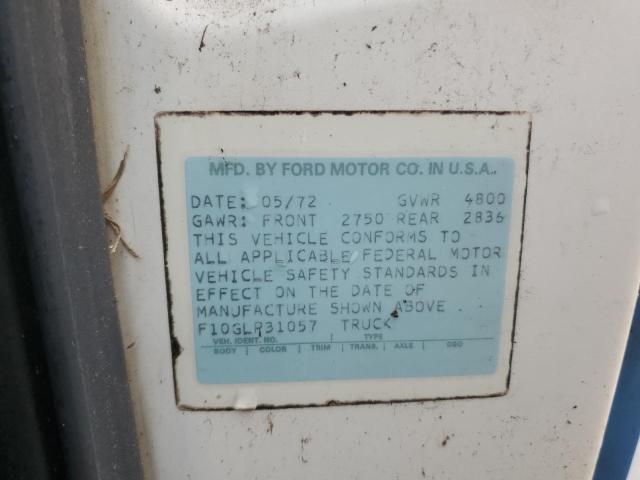 MFD. BY FORD MOTOR CO. IN U.S.A.
DATE: 05/72 GVWR 4800
GAWR: FRONT 2750 REAR 2836
THIS VEHICLE CONFORMS TO
ALL APPLICABLE FEDERAL MOTOR
VEHICLE SAFETY STANDARDS IN
EFFECT ON THE DATE OF
MANUFACTURE SHOWN ABOVE
F10GLP31057 TRUCK
VEH. IDENT. NO. TYPE
BODY COLOR TRIM TRANS. AXLE DSO